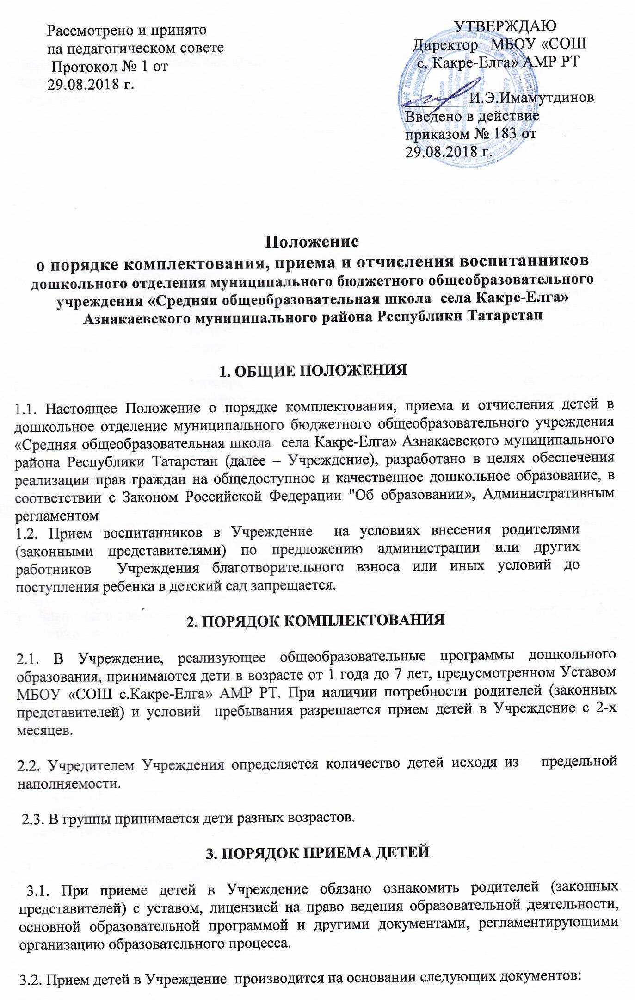 Рассмотрено и принято
на педагогическом совете
Протокол № 1 от
29.08.2018 г.
УТВЕРЖДАЮ
Директор МБОУ «СОШ
с. Какре-Елга» АМР РТ
И.Э.Имамутдинов
Введено в действие
приказом № 183 от
29.08.2018 г.
Положение
о порядке комплектования, приема и отчисления воспитанников
дошкольного отделения муниципального бюджетного общеобразовательного
учреждения «Средняя общеобразовательная школа села Какре-Елга»
Азнакаевского муниципального района Республики Татарстан
1. ОБЩИЕ ПОЛОЖЕНИЯ
1.1. Настоящее Положение о порядке комплектования, приема и отчисления детей в
дошкольное отделение муниципального бюджетного общеобразовательного учреждения
«Средняя общеобразовательная школа села Какре-Елга» Азнакаевского муниципального
района Республики Татарстан (далее – Учреждение), разработано в целях обеспечения
реализации прав граждан на общедоступное и качественное дошкольное образование, в
соответствии с Законом Российской Федерации "Об образовании», Административным
регламентом
1.2. Прием воспитанников в Учреждение на условиях внесения родителями
(законными представителями) по предложению администрации или других
работников Учреждения благотворительного взноса или иных условий до
поступления ребенка в детский сад запрещается.
2. ПОРЯДОК КОМПЛЕКТОВАНИЯ
2.1. В Учреждение, реализующее общеобразовательные программы дошкольного
образования, принимаются дети в возрасте от 1 года до 7 лет, предусмотренном Уставом
МБОУ «СОШ с.Какре-Елга» АМР РТ. При наличии потребности родителей (законных
представителей) и условий пребывания разрешается прием детей в Учреждение с 2-х
месяцев.
2.2. Учредителем Учреждения определяется количество детей исходя из предельной
наполняемости.
2.3. В группы принимается дети разных возрастов.
3. ПОРЯДОК ПРИЕМА ДЕТЕЙ
3.1. При приеме детей в Учреждение обязано ознакомить родителей (законных
представителей) с уставом, лицензией на право ведения образовательной деятельности,
основной образовательной программой и другими документами, регламентирующими
организацию образовательного процесса.
3.2. Прием детей в Учреждение производится на основании следующих документов: